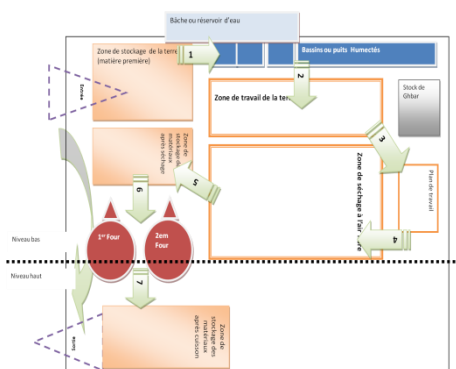 Bâche ou réservoir d'eau
Zone de stockage de la terre
(matière première)
1
Bassins ou puits Humectés
2
Stock de
Ghbar
Entrée
Zone de travail de la terre
3
Zone de
stockage des
matériaux
après séchage
5
Zone de séchage à l'air libre
Plan de travail
6
4
1er Four
2em
Four
Niveau bas
Niveau haut
7
Sortie
Zone de
stockage des
matériaux
après cuisson